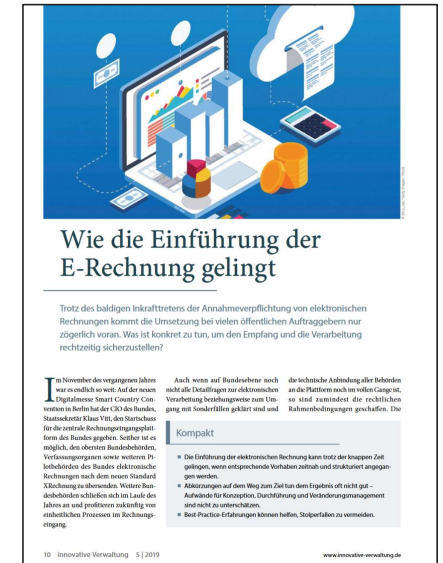 Wie die Einführung der
E-Rechnung gelingt
Trotz des baldigen Inkrafttretens der Annahmeverpflichtung von elektronischen
Rechnungen kommt die Umsetzung bei vielen öffentlichen Auftraggebern nur
zögerlich voran. Was ist konkret zu tun, um den Empfang und die Verarbeitung
rechtzeitig sicherzustellen?
Im November des vergangenen Jahres
war es endlich so weit: Auf der neuen
Digitalmesse Smart Country Con-
vention in Berlin hat der CIO des Bundes,
Staatssekretär Klaus Vitt, den Startschuss
für die zentrale Rechnungseingangsplatt-
form des Bundes gegeben. Seither ist es
möglich, den obersten Bundesbehörden,
Verfassungsorganen sowie weiteren Pi-
lotbehörden des Bundes elektronische
Rechnungen nach dem neuen Standard
XRechnung zu übersenden. Weitere Bun-
desbehörden schließen sich im Laufe des
Jahres an und profitieren zukünftig von
einheitlichen Prozessen im Rechnungs-
eingang.
Auch wenn auf Bundesebene noch
nicht alle Detailfragen zur elektronischen
Verarbeitung beziehungsweise zum Um-
gang mit Sonderfällen geklärt sind und
die technische Anbindung aller Behörden
an die Plattform noch im vollen Gange ist,
so sind zumindest die rechtlichen
Rahmenbedingungen geschaffen. Die
Kompakt
■ Die Einführung der elektronischen Rechnung kann trotz der knappen Zeit
gelingen, wenn entsprechende Vorhaben zeitnah und strukturiert angegan-
gen werden.
■ Abkürzungen auf dem Weg zum Ziel tun dem Ergebnis oft nicht gut –
Aufwände für Konzeption, Durchführung und Veränderungsmanagement
sind nicht zu unterschätzen.
■ Best-Practice-Erfahrungen können helfen, Stolperfallen zu vermeiden.
10 innovative Verwaltung 5 | 2019
www.innovative-verwaltung.de